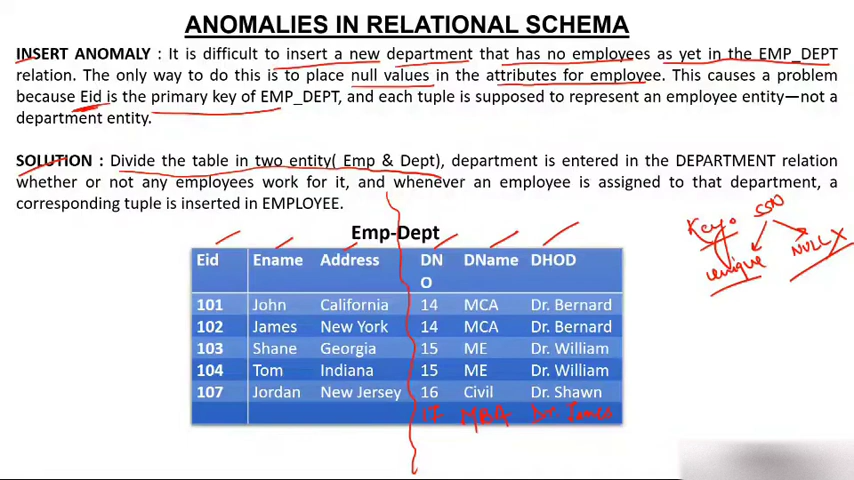 ANOMALIES IN RELATIONAL SCHEMA
INSERT ANOMALY : It is difficult to insert a new department that has no employees as yet in the EMP_DEPT
relation. The only way to do this is to place null values in the attributes for employee. This causes a problem
because Eid is the primary key of EMP_DEPT, and each tuple is supposed to represent an employee entity—not a
department entity.
SOLUTION : Divide the table in two entity( Emp & Dept), department is entered in the DEPARTMENT relation
whether or not any employees work for it, and whenever an employee is assigned to that department, a
corresponding tuple is inserted in EMPLOYEE.
Key. SSN
unique NULL X
Emp-Dept
Eid Ename Address DN DName DHOD
O
101 John California 14 MCA Dr. Bernard
102 James New York 14 MCA Dr. Bernard
103 Shane Georgia 15 ME Dr. William
104 Tom Indiana 15 ME Dr. William
107 Jordan New Jersey 16 Civil Dr. Shawn
17 MBA Dr. Jones